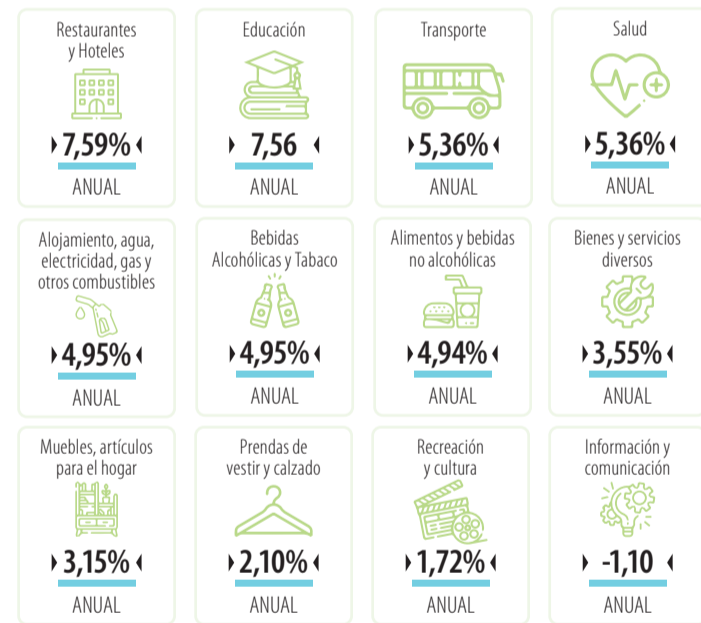 Restaurantes
y Hoteles
7,59%
ANUAL
Educación
7,56
ANUAL
Transporte
5,36%
ANUAL
Salud
5,36%
ANUAL
Alojamiento, agua,
electricidad, gas y
otros combustibles
4,95%
ANUAL
Bebidas
Alcohólicas y Tabaco
4,95%
ANUAL
Alimentos y bebidas
no alcohólicas
4,94%
ANUAL
Bienes y servicios
diversos
3,55%
ANUAL
Muebles, artículos
para el hogar
3,15%
ANUAL
Prendas de
vestir y calzado
2,10%
ANUAL
Recreación
y cultura
1,72%
ANUAL
Información y
comunicación
-1,10
ANUAL